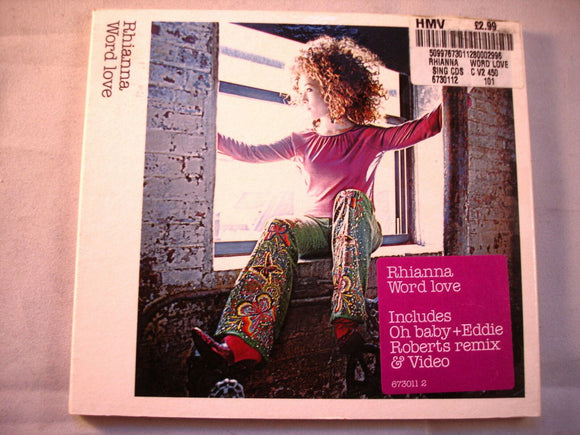 Rhianna
Word love
HMV £2.99
50997673011280002996
RHIANNA WORD LOVE
SING CDS C V2 450
6730112 101
Rhianna
Word love
Includes
Oh baby+Eddie
Roberts remix
& Video
673011 2